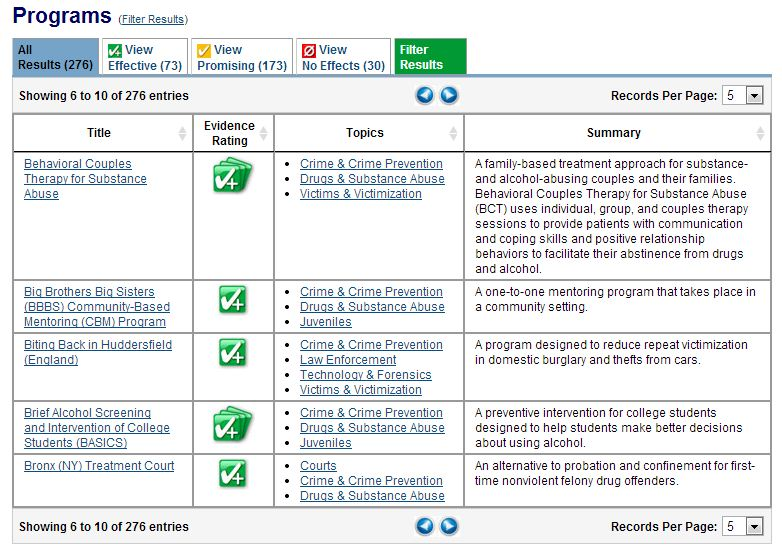 Programs (Filter Results)
All Results (276)
View Effective (73)
View Promising (173)
View No Effects (30)
Filter Results
Showing 6 to 10 of 276 entries
Records Per Page: 5
Title
Evidence Rating
Topics
Summary
Behavioral Couples
Therapy for Substance
Abuse
Crime & Crime Prevention
Drugs & Substance Abuse
Victims & Victimization
A family-based treatment approach for substance-
and alcohol-abusing couples and their families.
Behavioral Couples Therapy for Substance Abuse
(BCT) uses individual, group, and couples therapy
sessions to provide patients with communication
and coping skills and positive relationship
behaviors to facilitate their abstinence from drugs
and alcohol.
Big Brothers Big Sisters
(BBBS) Community-Based
Mentoring (CBM) Program
Crime & Crime Prevention
Drugs & Substance Abuse
Juveniles
A one-to-one mentoring program that takes place in
a community setting.
Biting Back in Huddersfield
(England)
Crime & Crime Prevention
Law Enforcement
Technology & Forensics
Victims & Victimization
A program designed to reduce repeat victimization
in domestic burglary and thefts from cars.
Brief Alcohol Screening
and Intervention of College
Students (BASICS)
Crime & Crime Prevention
Drugs & Substance Abuse
Juveniles
A preventive intervention for college students
designed to help students make better decisions
about using alcohol.
Bronx (NY) Treatment Court
Courts
Crime & Crime Prevention
Drugs & Substance Abuse
An alternative to probation and confinement for first-
time nonviolent felony drug offenders.
Showing 6 to 10 of 276 entries
Records Per Page: 5